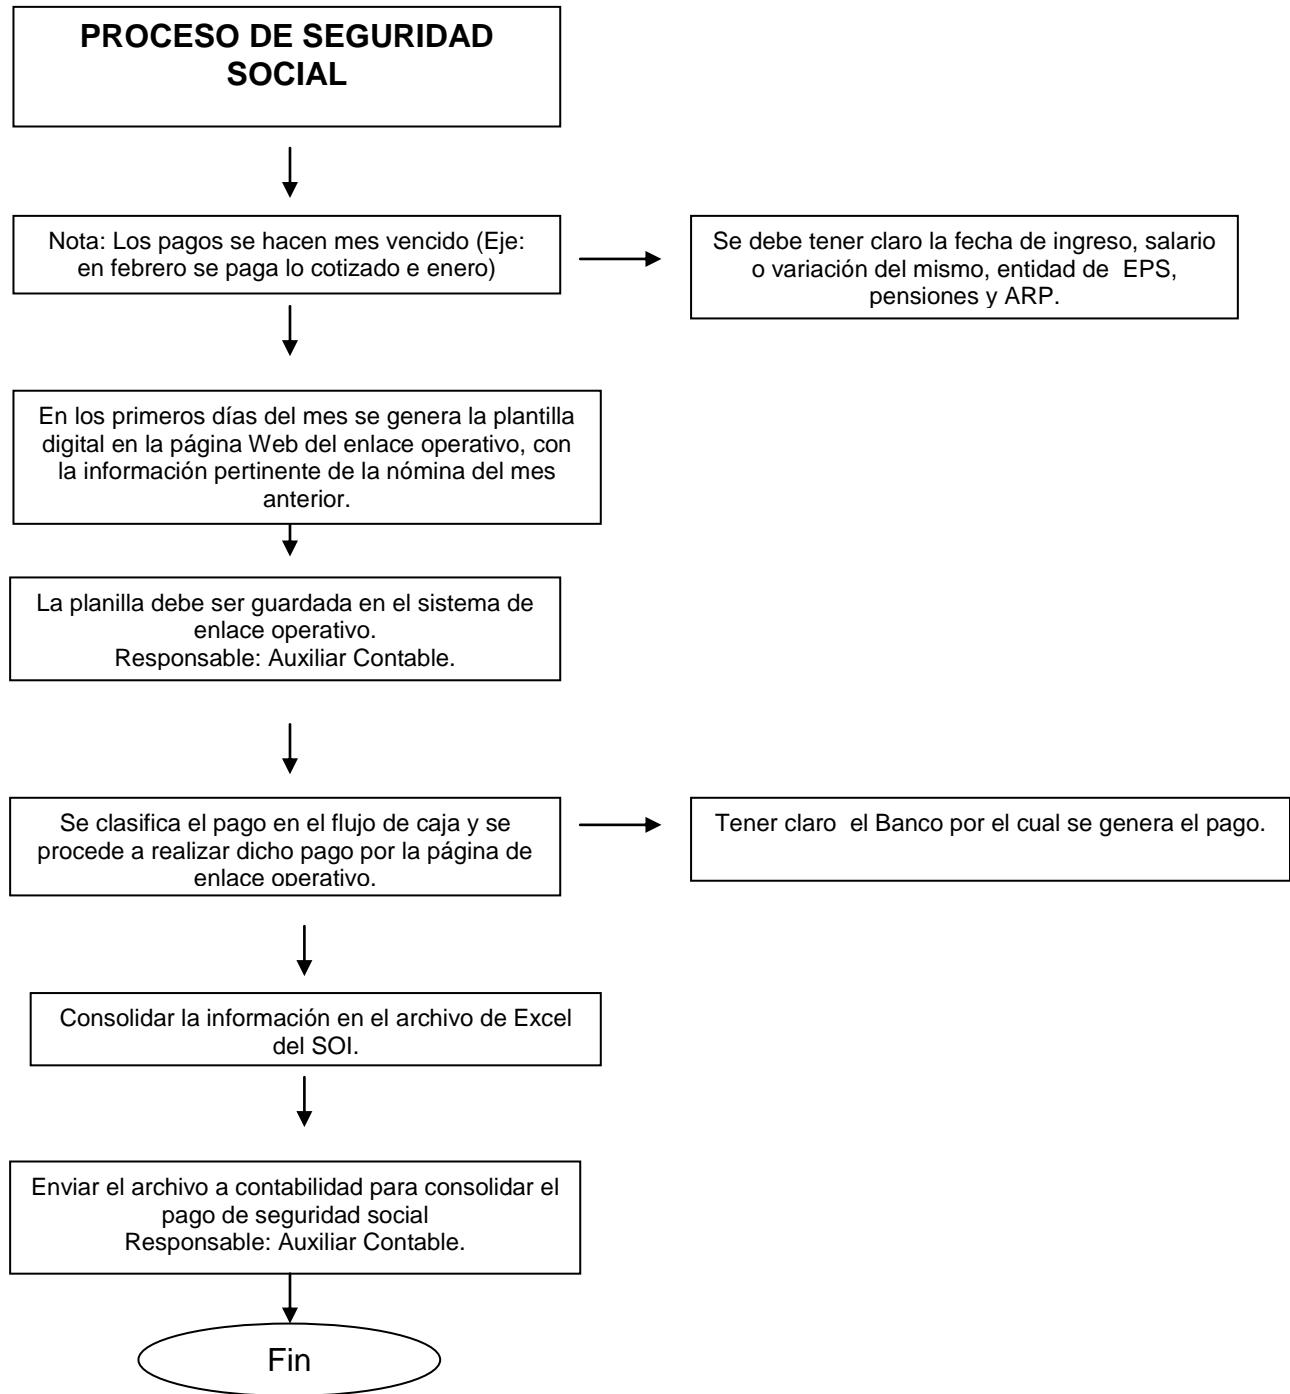 PROCESO DE SEGURIDAD
SOCIAL
Nota: Los pagos se hacen mes vencido (Eje:
en febrero se paga lo cotizado e enero)
Se debe tener claro la fecha de ingreso, salario
o variación del mismo, entidad de EPS,
pensiones y ARP.
En los primeros días del mes se genera la plantilla
digital en la página Web del enlace operativo, con
la información pertinente de la nómina del mes
anterior.
La planilla debe ser guardada en el sistema de
enlace operativo.
Responsable: Auxiliar Contable.
Se clasifica el pago en el flujo de caja y se
procede a realizar dicho pago por la página de
enlace operativo.
Tener claro el Banco por el cual se genera el pago.
Consolidar la información en el archivo de Excel
del SOI.
Enviar el archivo a contabilidad para consolidar el
pago de seguridad social
Responsable: Auxiliar Contable.
Fin